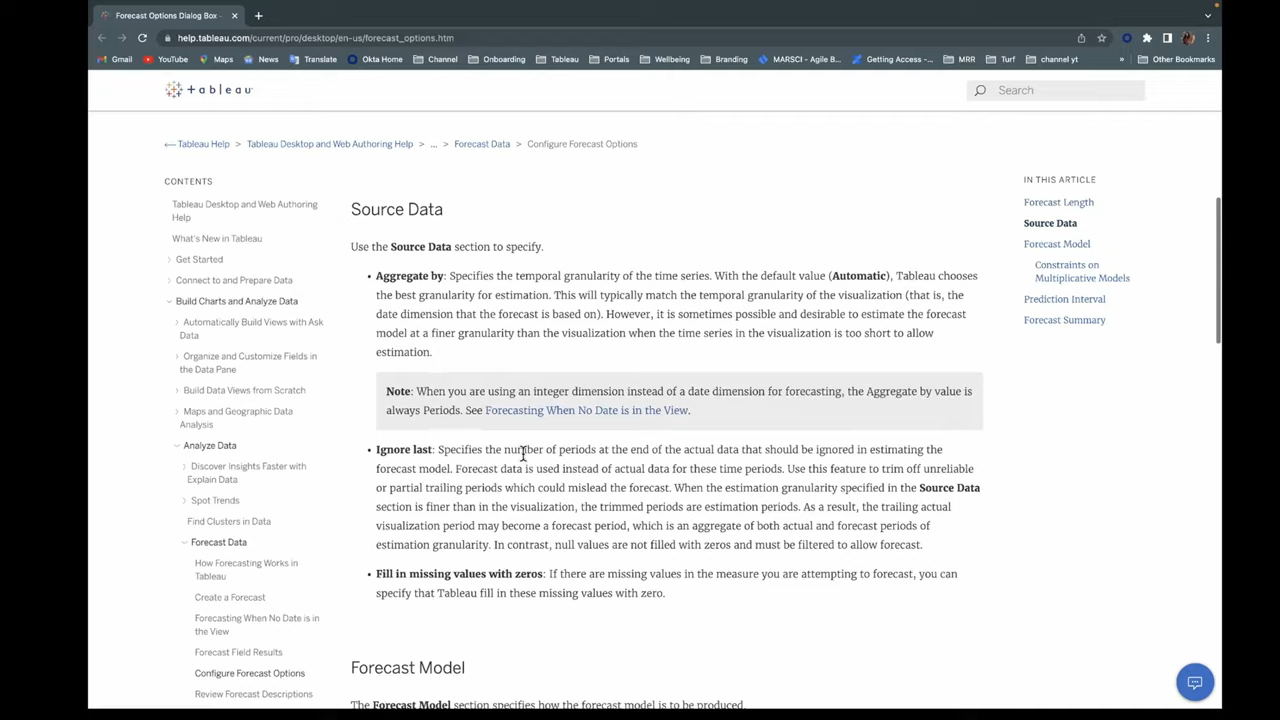 Forecast Options Dialog Box -
help.tableau.com/current/pro/desktop/en-us/forecast_options.htm
Gmail YouTube Maps News Translate Okta Home Channel Onboarding Tableau Portals Wellbeing Branding MARSCI - Agile B... Getting Access -... MRR Turf channel yt » Other Bookmarks
+ableau
Search
Tableau Help > Tableau Desktop and Web Authoring Help > ... > Forecast Data > Configure Forecast Options
CONTENTS
Tableau Desktop and Web Authoring
Help
What's New in Tableau
Get Started
Connect to and Prepare Data
Build Charts and Analyze Data
Automatically Build Views with Ask
Data
Organize and Customize Fields in
the Data Pane
Build Data Views from Scratch
Maps and Geographic Data
Analysis
Analyze Data
Discover Insights Faster with
Explain Data
Spot Trends
Find Clusters in Data
Forecast Data
How Forecasting Works in
Tableau
Create a Forecast
Forecasting When No Date is in
the View
Forecast Field Results
Configure Forecast Options
Review Forecast Descriptions
Source Data
Use the Source Data section to specify.
• Aggregate by: Specifies the temporal granularity of the time series. With the default value (Automatic), Tableau chooses
the best granularity for estimation. This will typically match the temporal granularity of the visualization (that is, the
date dimension that the forecast is based on). However, it is sometimes possible and desirable to estimate the forecast
model at a finer granularity than the visualization when the time series in the visualization is too short to allow
estimation.
Note: When you are using an integer dimension instead of a date dimension for forecasting, the Aggregate by value is
always Periods. See Forecasting When No Date is in the View.
• Ignore last: Specifies the number of periods at the end of the actual data that should be ignored in estimating the
forecast model. Forecast data is used instead of actual data for these time periods. Use this feature to trim off unreliable
or partial trailing periods which could mislead the forecast. When the estimation granularity specified in the Source Data
section is finer than in the visualization, the trimmed periods are estimation periods. As a result, the trailing actual
visualization period may become a forecast period, which is an aggregate of both actual and forecast periods of
estimation granularity. In contrast, null values are not filled with zeros and must be filtered to allow forecast.
• Fill in missing values with zeros: If there are missing values in the measure you are attempting to forecast, you can
specify that Tableau fill in these missing values with zero.
Forecast Model
The Forecast Model section specifies how the forecast model is to be produced.
IN THIS ARTICLE
Forecast Length
Source Data
Forecast Model
Constraints on
Multiplicative Models
Prediction Interval
Forecast Summary